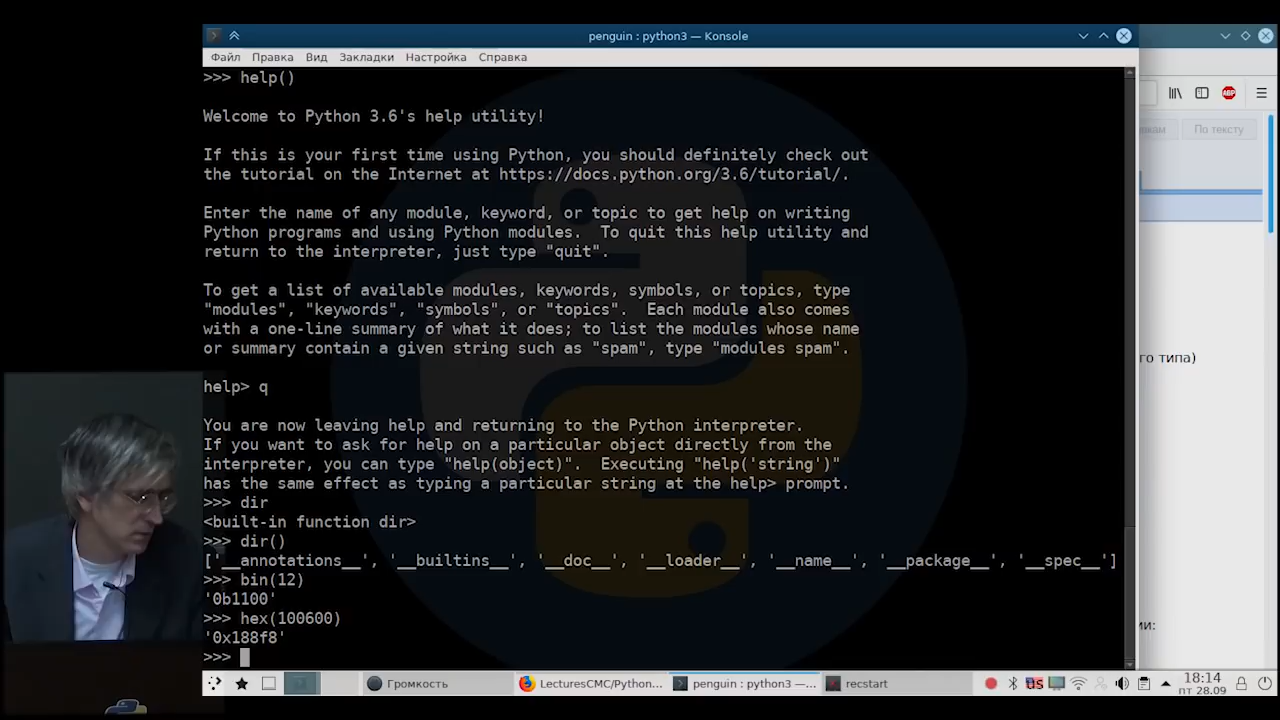 penguin : python3 — Konsole
Файл Правка Вид Закладки Настройка Справка
>>> help()
Welcome to Python 3.6's help utility!
If this is your first time using Python, you should definitely check out
the tutorial on the Internet at https://docs.python.org/3.6/tutorial/.
Enter the name of any module, keyword, or topic to get help on writing
Python programs and using Python modules.  To quit this help utility and
return to the interpreter, just type "quit".
To get a list of available modules, keywords, symbols, or topics, type
"modules", "keywords", "symbols", or "topics".  Each module also comes
with a one-line summary of what it does; to list the modules whose name
or summary contain a given string such as "spam", type "modules spam".
help> q
You are now leaving help and returning to the Python interpreter.
If you want to ask for help on a particular object directly from the
interpreter, you can type "help(object)".  Executing "help('string')"
has the same effect as typing a particular string at the help> prompt.
>>> dir
<built-in function dir>
>>> dir()
['__annotations__', '__builtins__', '__doc__', '__loader__', '__name__', '__package__', '__spec__']
>>> bin(12)
'0b1100'
>>> hex(100600)
'0x188f8'
>>>
ABP
По тексту
го типа)
Громкость
LecturesCMC/Python...
penguin : python3 —...
recstart
US
18:14
пт 28.09